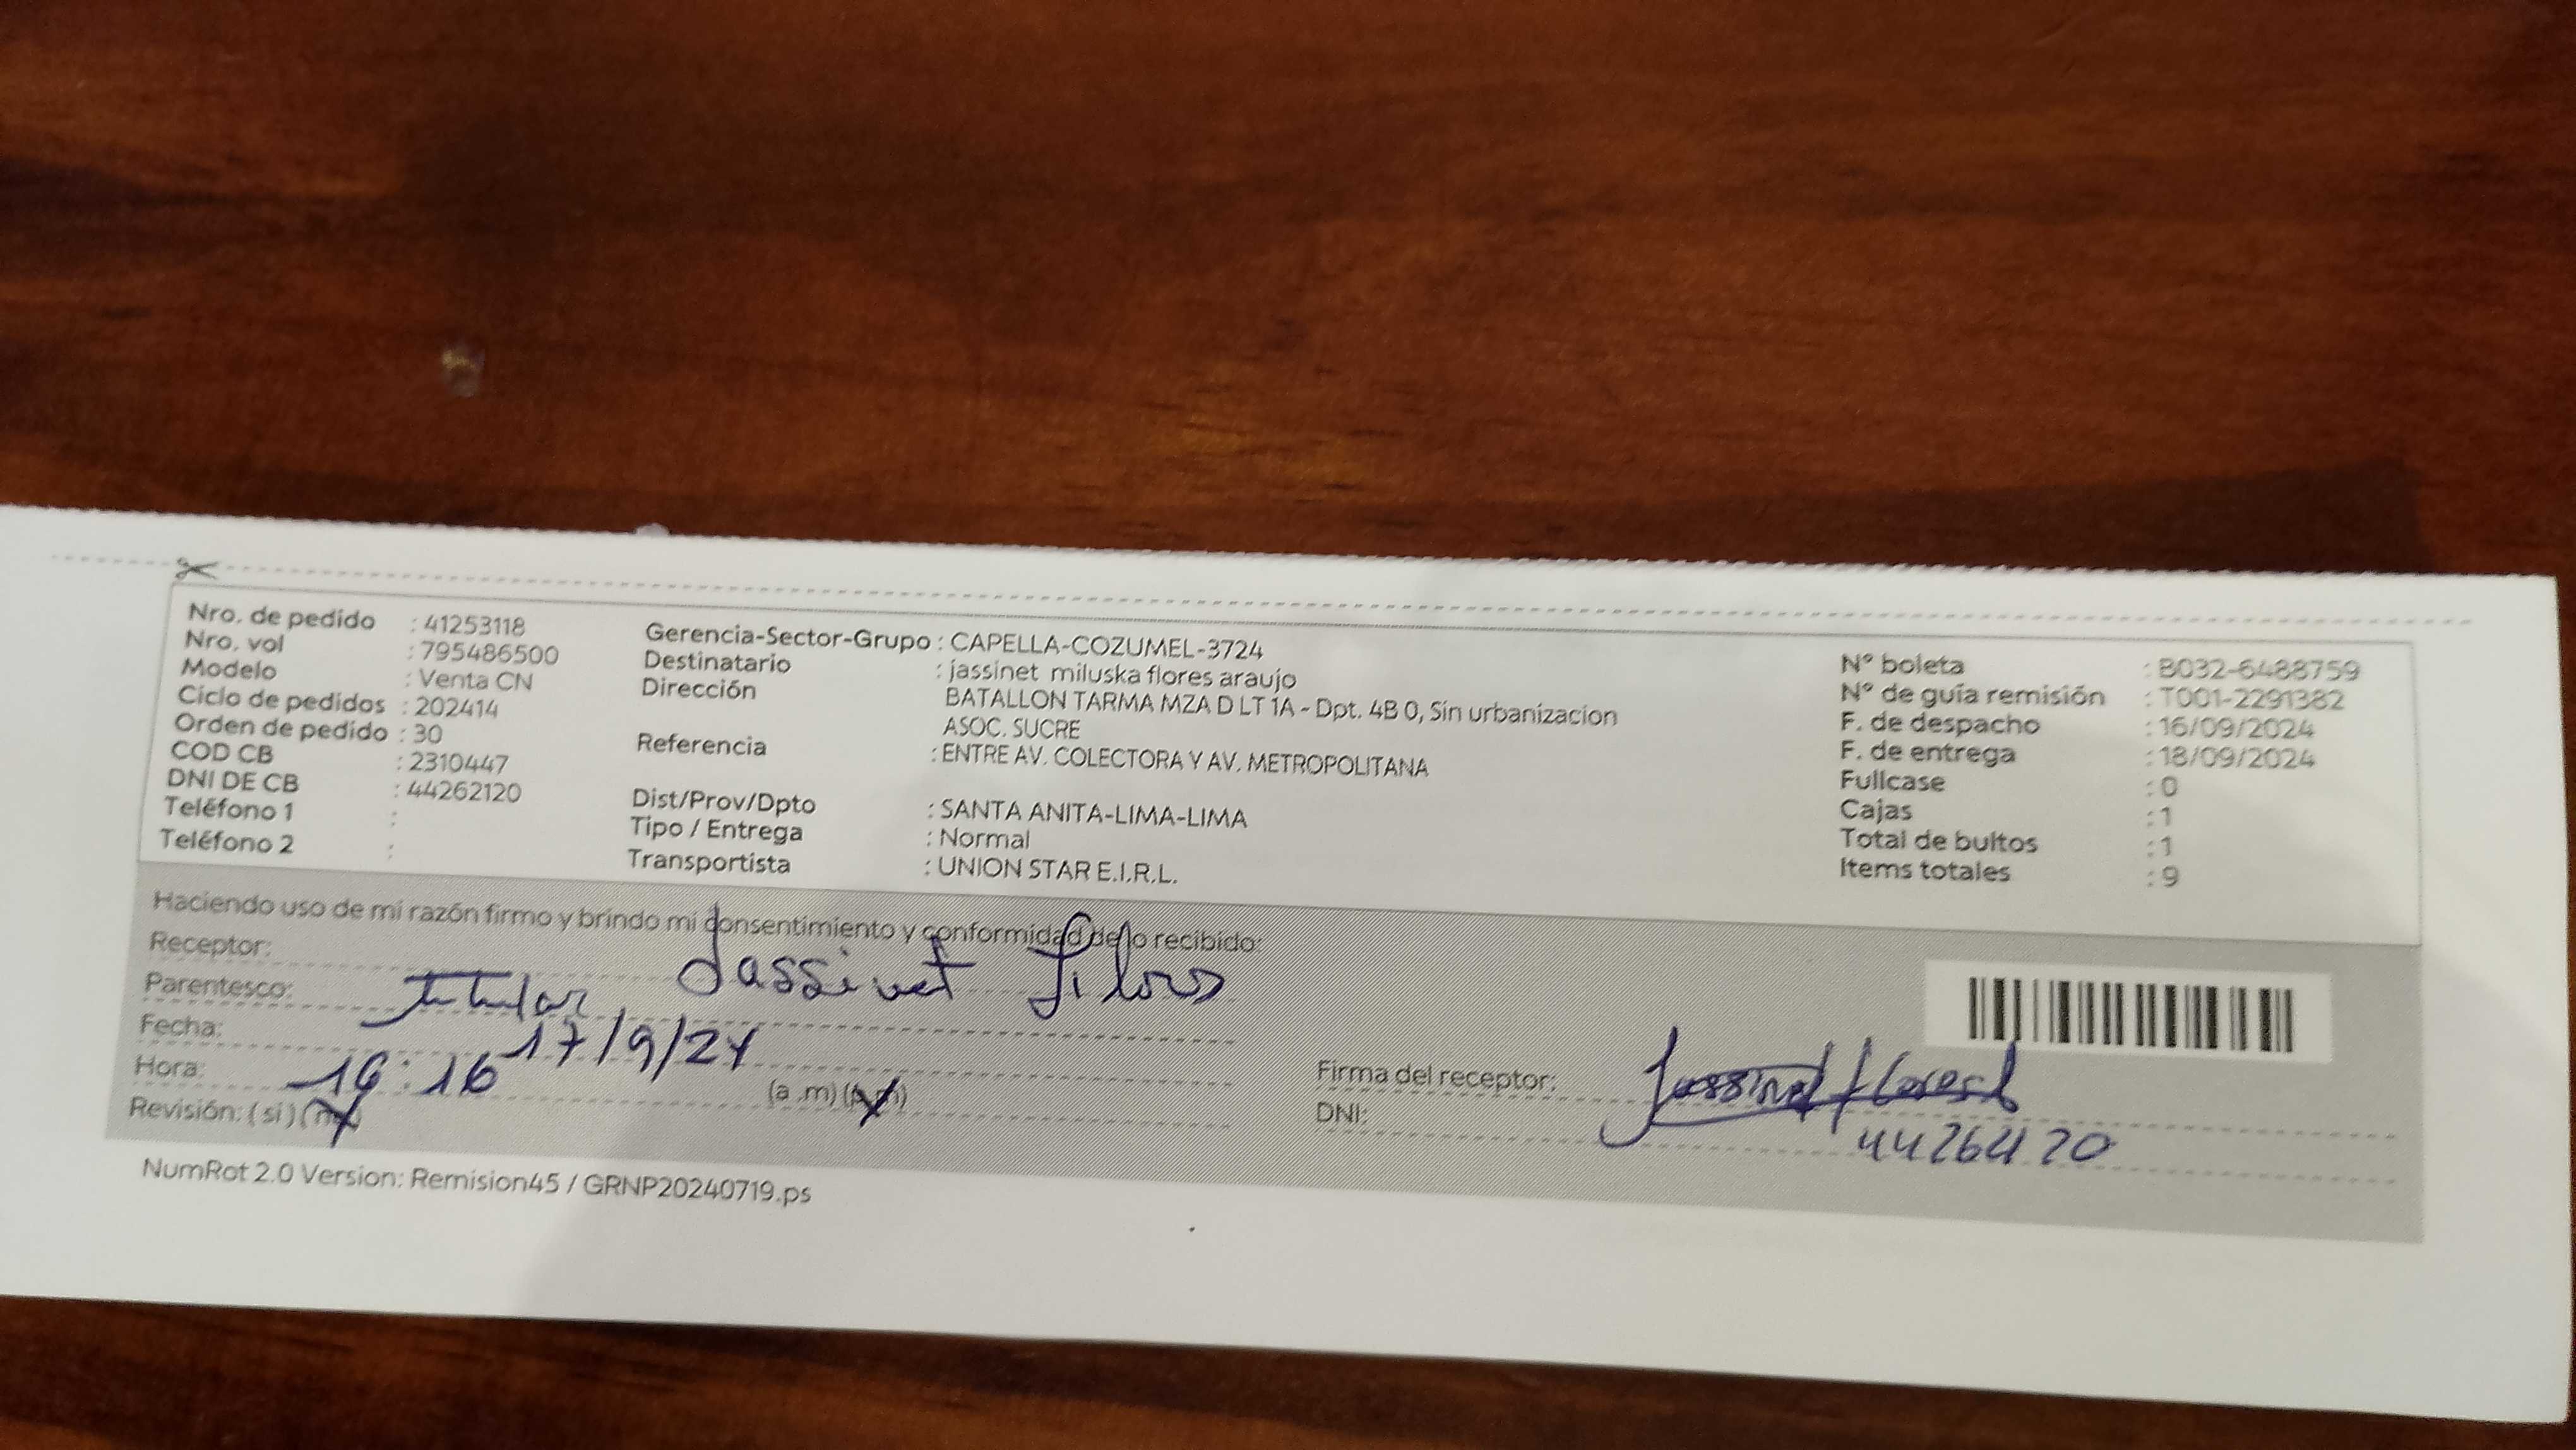 Nro. de pedido : 41253118
Nro. vol : 795486500
Modelo : Venta CN
Ciclo de pedidos : 202414
Orden de pedido : 30
COD CB : 2310447
DNI DE CB : 44262120
Teléfono 1 :
Teléfono 2 :
Gerencia-Sector-Grupo : CAPELLA-COZUMEL-3724
Destinatario : jassinet miluska flores araujo
Dirección BATALLON TARMA MZA D LT 1A - Dpt. 4B 0, Sin urbanizacion
ASOC. SUCRE
Referencia : ENTRE AV. COLECTORA Y AV. METROPOLITANA
Dist/Prov/Dpto : SANTA ANITA-LIMA-LIMA
Tipo / Entrega : Normal
Transportista : UNION STAR E.I.R.L.
N° boleta : B032-6488759
N° de guía remisión : T001-2291382
F. de despacho : 16/09/2024
F. de entrega : 18/09/2024
Fullcase : 0
Cajas : 1
Total de bultos : 1
Items totales : 9
Haciendo uso de mi razón firmo y brindo mi consentimiento y conformidad de lo recibido:
Receptor: Jassinet
Parentesco: Titular
Fecha: 17/9/24
Hora: 16:16 (a .m) (p.m)
Revisión: ( si ) ( no )
Firma del receptor: Jassinet flores
DNI:
NumRot 2.0 Version: Remision45 / GRNP20240719.ps